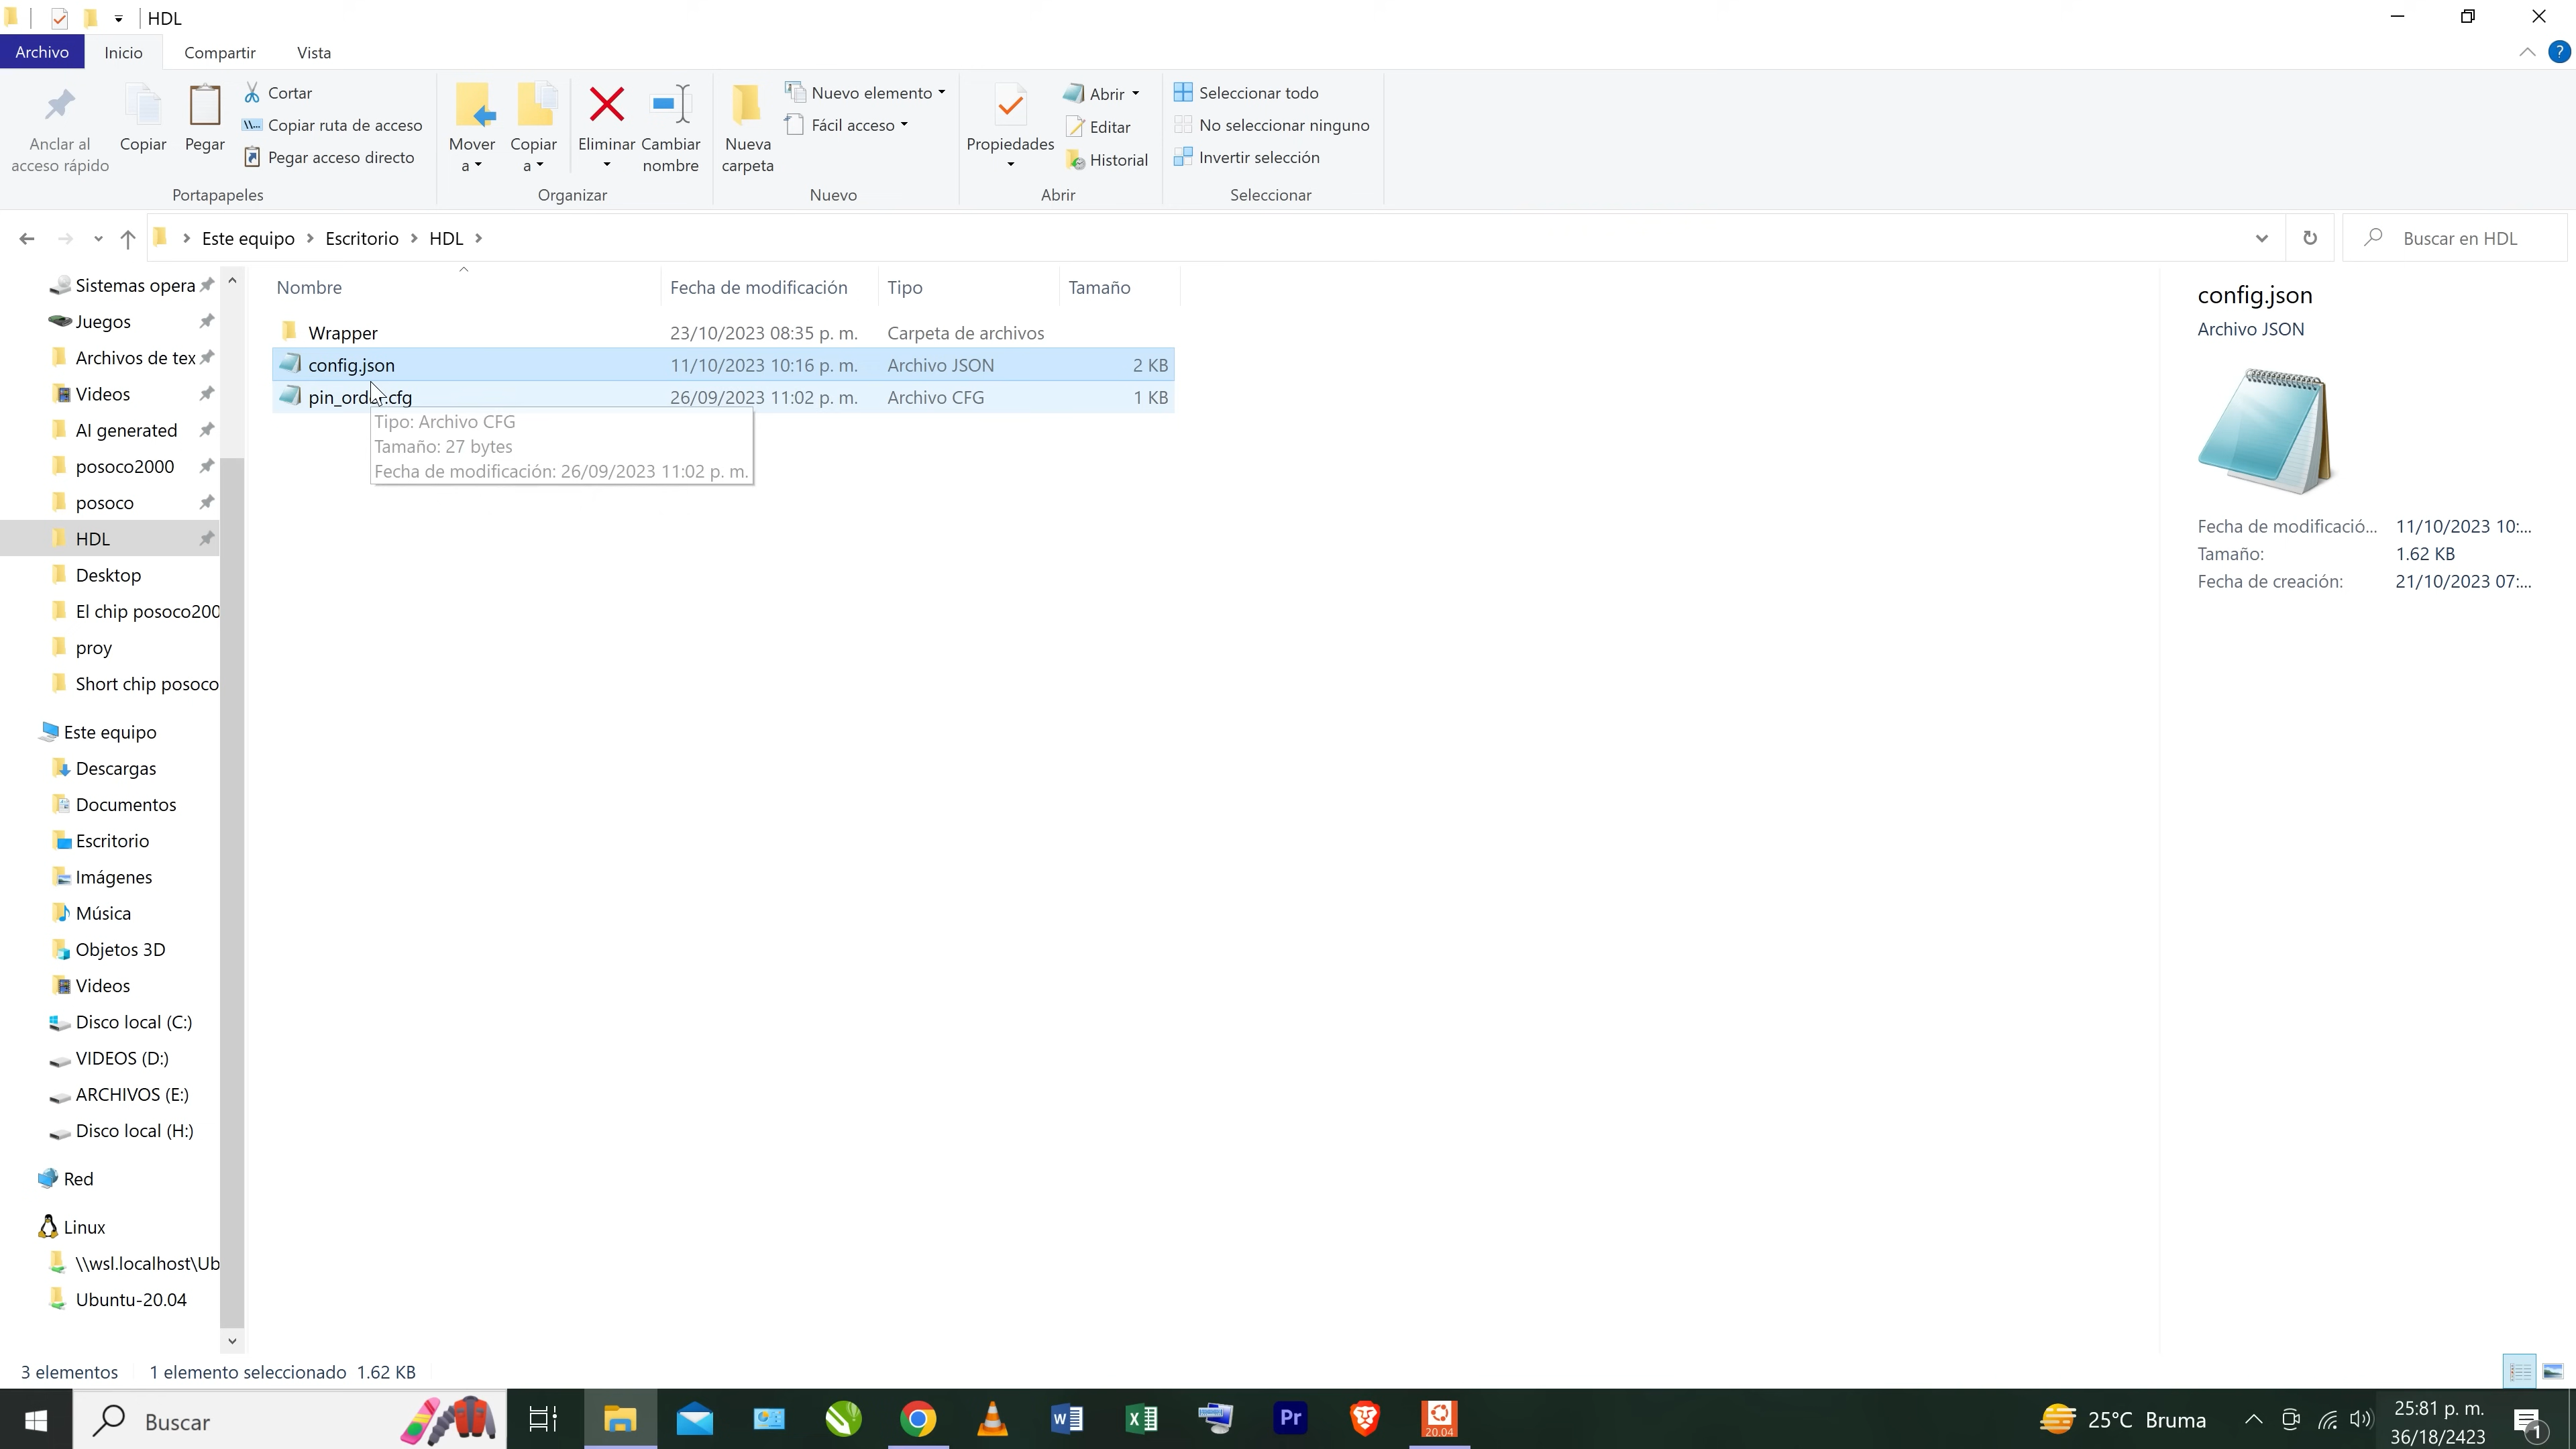 HDL
Archivo Inicio Compartir Vista
Anclar al
acceso rápido
Copiar
Pegar
Cortar
Copiar ruta de acceso
Pegar acceso directo
Portapapeles
Mover
a
Copiar
a
Eliminar
Cambiar
nombre
Organizar
Nueva
carpeta
Nuevo elemento
Fácil acceso
Nuevo
Propiedades
Abrir
Editar
Historial
Abrir
Seleccionar todo
No seleccionar ninguno
Invertir selección
Seleccionar
Este equipo > Escritorio > HDL >
Buscar en HDL
Sistemas opera
Juegos
Archivos de tex
Videos
AI generated
posoco2000
posoco
HDL
Desktop
El chip posoco200
proy
Short chip posoco
Este equipo
Descargas
Documentos
Escritorio
Imágenes
Música
Objetos 3D
Videos
Disco local (C:)
VIDEOS (D:)
ARCHIVOS (E:)
Disco local (H:)
Red
Linux
\\wsl.localhost\Ub
Ubuntu-20.04
Nombre Fecha de modificación Tipo Tamaño
Wrapper 23/10/2023 08:35 p. m. Carpeta de archivos
config.json 11/10/2023 10:16 p. m. Archivo JSON 2 KB
26/09/2023 11:02 p. m. Archivo CFG 1 KB
Tipo: Archivo CFG
Tamaño: 27 bytes
Fecha de modificación: 26/09/2023 11:02 p. m.
config.json
Archivo JSON
Fecha de modificació... 11/10/2023 10:...
Tamaño: 1.62 KB
Fecha de creación: 21/10/2023 07:...
3 elementos 1 elemento seleccionado 1.62 KB
Buscar
Pr
20.04
25°C Bruma
25:81 p. m.
36/18/2423
1